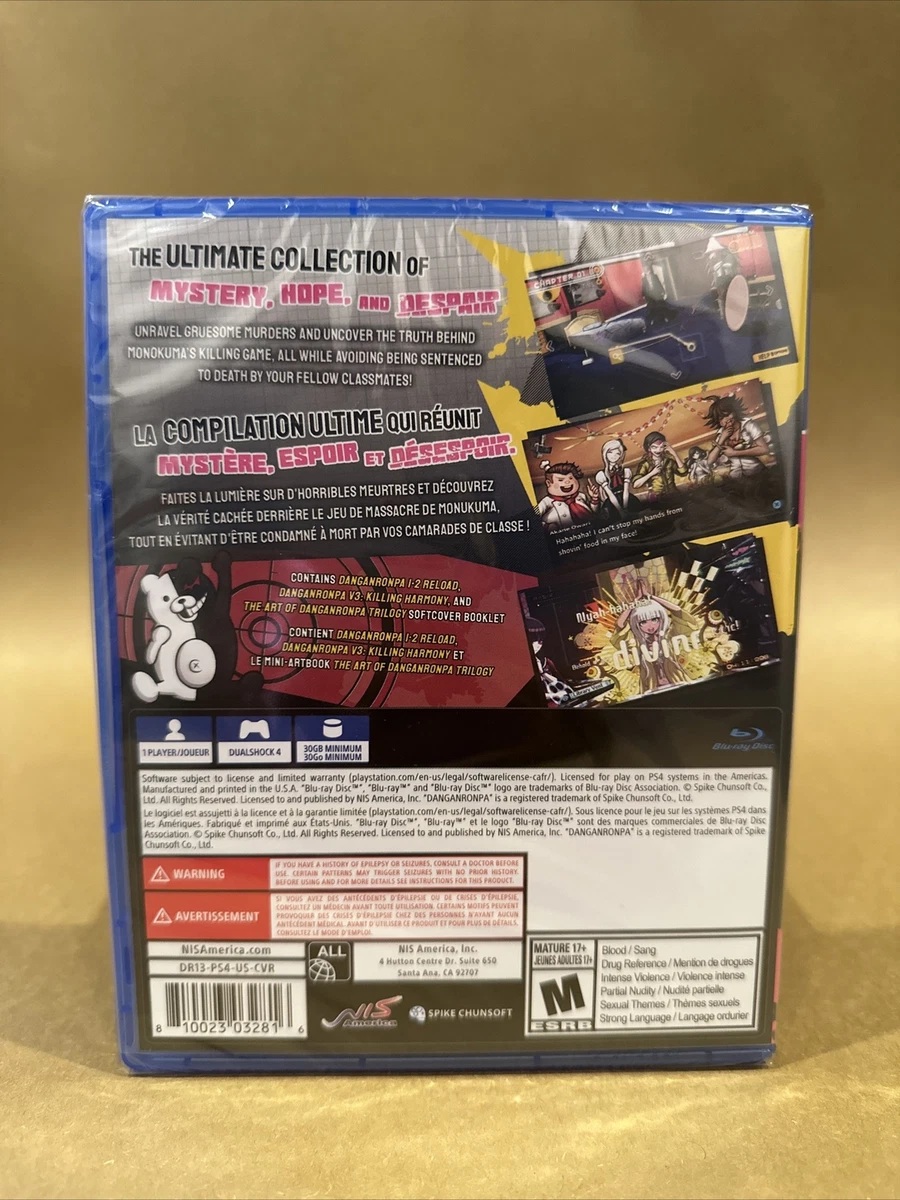 THE ULTIMATE COLLECTION OF
MYSTERY, HOPE, AND DESPAIR
UNRAVEL GRUESOME MURDERS AND UNCOVER THE TRUTH BEHIND
MONOKUMA'S KILLING GAME, ALL WHILE AVOIDING BEING SENTENCED
TO DEATH BY YOUR FELLOW CLASSMATES!
LA COMPILATION ULTIME QUI RÉUNIT
MYSTÈRE, ESPOIR ET DÉSESPOIR.
FAITES LA LUMIÈRE SUR D'HORRIBLES MEURTRES ET DÉCOUVREZ
LA VÉRITÉ CACHÉE DERRIÈRE LE JEU DE MASSACRE DE MONUKUMA,
TOUT EN ÉVITANT D'ÊTRE CONDAMNÉ À MORT PAR VOS CAMARADES DE CLASSE !
CHAPTER 01
Akane Owari
Hahahaha! I can't stop my hands from
shovin' food in my face!
Nyah-hahaha!
divine
CONTAINS DANGANRONPA 1-2 RELOAD,
DANGANRONPA V3: KILLING HARMONY, AND
THE ART OF DANGANRONPA TRILOGY SOFTCOVER BOOKLET
CONTIENT DANGANRONPA 1-2 RELOAD,
DANGANRONPA V3: KILLING HARMONY ET
LE MINI-ARTBOOK THE ART OF DANGANRONPA TRILOGY
1 PLAYER/JOUEUR
DUALSHOCK 4
30GB MINIMUM
30Go MINIMUM
Blu-ray Disc
Software subject to license and limited warranty (playstation.com/en-us/legal/softwarelicense-cafr/). Licensed for play on PS4 systems in the Americas.
Manufactured and printed in the U.S.A. "Blu-ray Disc™", "Blu-ray™" and "Blu-ray Disc™" logo are trademarks of Blu-ray Disc Association. © Spike Chunsoft Co.,
Ltd. All Rights Reserved. Licensed to and published by NIS America, Inc. "DANGANRONPA" is a registered trademark of Spike Chunsoft Co., Ltd.
Le logiciel est assujetti à la licence et à la garantie limitée (playstation.com/en-us/legal/softwarelicense-cafr/). Sous licence pour le jeu sur les systèmes PS4 dans
les Amériques. Fabriqué et imprimé aux États-Unis. "Blu-ray Disc™", "Blu-ray™" et le logo "Blu-ray Disc™" sont des marques commerciales de Blu-ray Disc
Association. © Spike Chunsoft Co., Ltd. All Rights Reserved. Licensed to and published by NIS America, Inc. "DANGANRONPA" is a registered trademark of Spike
Chunsoft Co., Ltd.
WARNING
IF YOU HAVE A HISTORY OF EPILEPSY OR SEIZURES, CONSULT A DOCTOR BEFORE
USE. CERTAIN PATTERNS MAY TRIGGER SEIZURES WITH NO PRIOR HISTORY.
BEFORE USING AND FOR MORE DETAILS SEE INSTRUCTIONS FOR THIS PRODUCT.
AVERTISSEMENT
SI VOUS AVEZ DES ANTÉCÉDENTS D'ÉPILEPSIE OU DE CRISES D'ÉPILEPSIE,
CONSULTEZ UN MÉDECIN AVANT TOUTE UTILISATION. CERTAINS MOTIFS PEUVENT
PROVOQUER DES CRISES D'ÉPILEPSIE CHEZ DES PERSONNES N'AYANT AUCUN
ANTÉCÉDENT MÉDICAL. AVANT D'UTILISER CE PRODUIT ET POUR PLUS DE DÉTAILS,
CONSULTEZ LE MODE D'EMPLOI.
NISAmerica.com
DR13-PS4-US-CVR
8 10023 03281 6
ALL
NIS America, Inc.
4 Hutton Centre Dr. Suite 650
Santa Ana, CA 92707
NIS America
SPIKE CHUNSOFT
MATURE 17+
JEUNES ADULTES 17+
M
ESRB
Blood / Sang
Drug Reference / Mention de drogues
Intense Violence / Violence intense
Partial Nudity / Nudité partielle
Sexual Themes / Thèmes sexuels
Strong Language / Langage ordurier